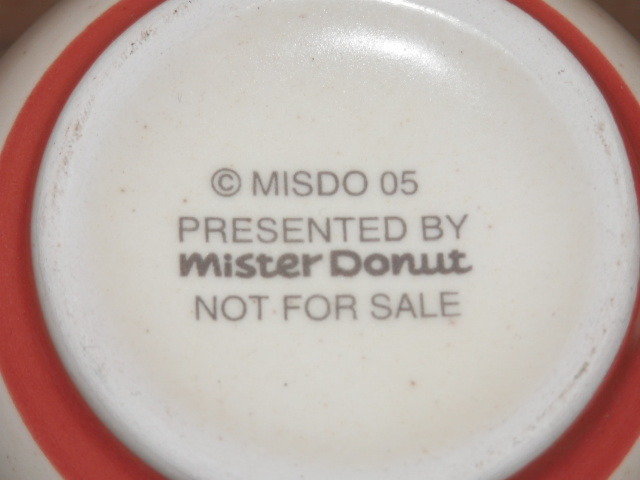 © MISDO 05
PRESENTED BY
mister Donut
NOT FOR SALE